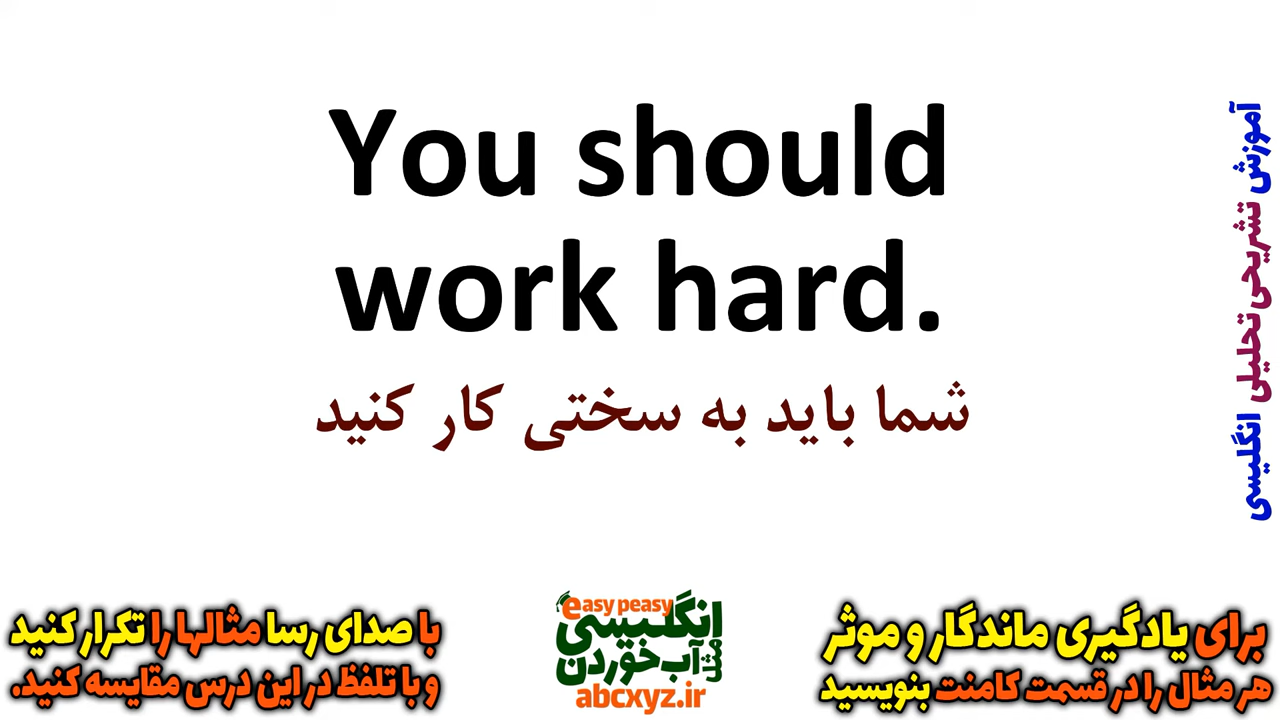 You should
work hard.
شما باید به سختی کار کنید
آموزش تشریحی تحلیلی انگلیسی
برای یادگیری ماندگار و موثر
هر مثال را در قسمت کامنت بنویسید
easy peasy
انگلیسی
مثل آب خوردن
abcxyz.ir
با صدای رسا مثالها را تکرار کنید
و با تلفظ در این درس مقایسه کنید.